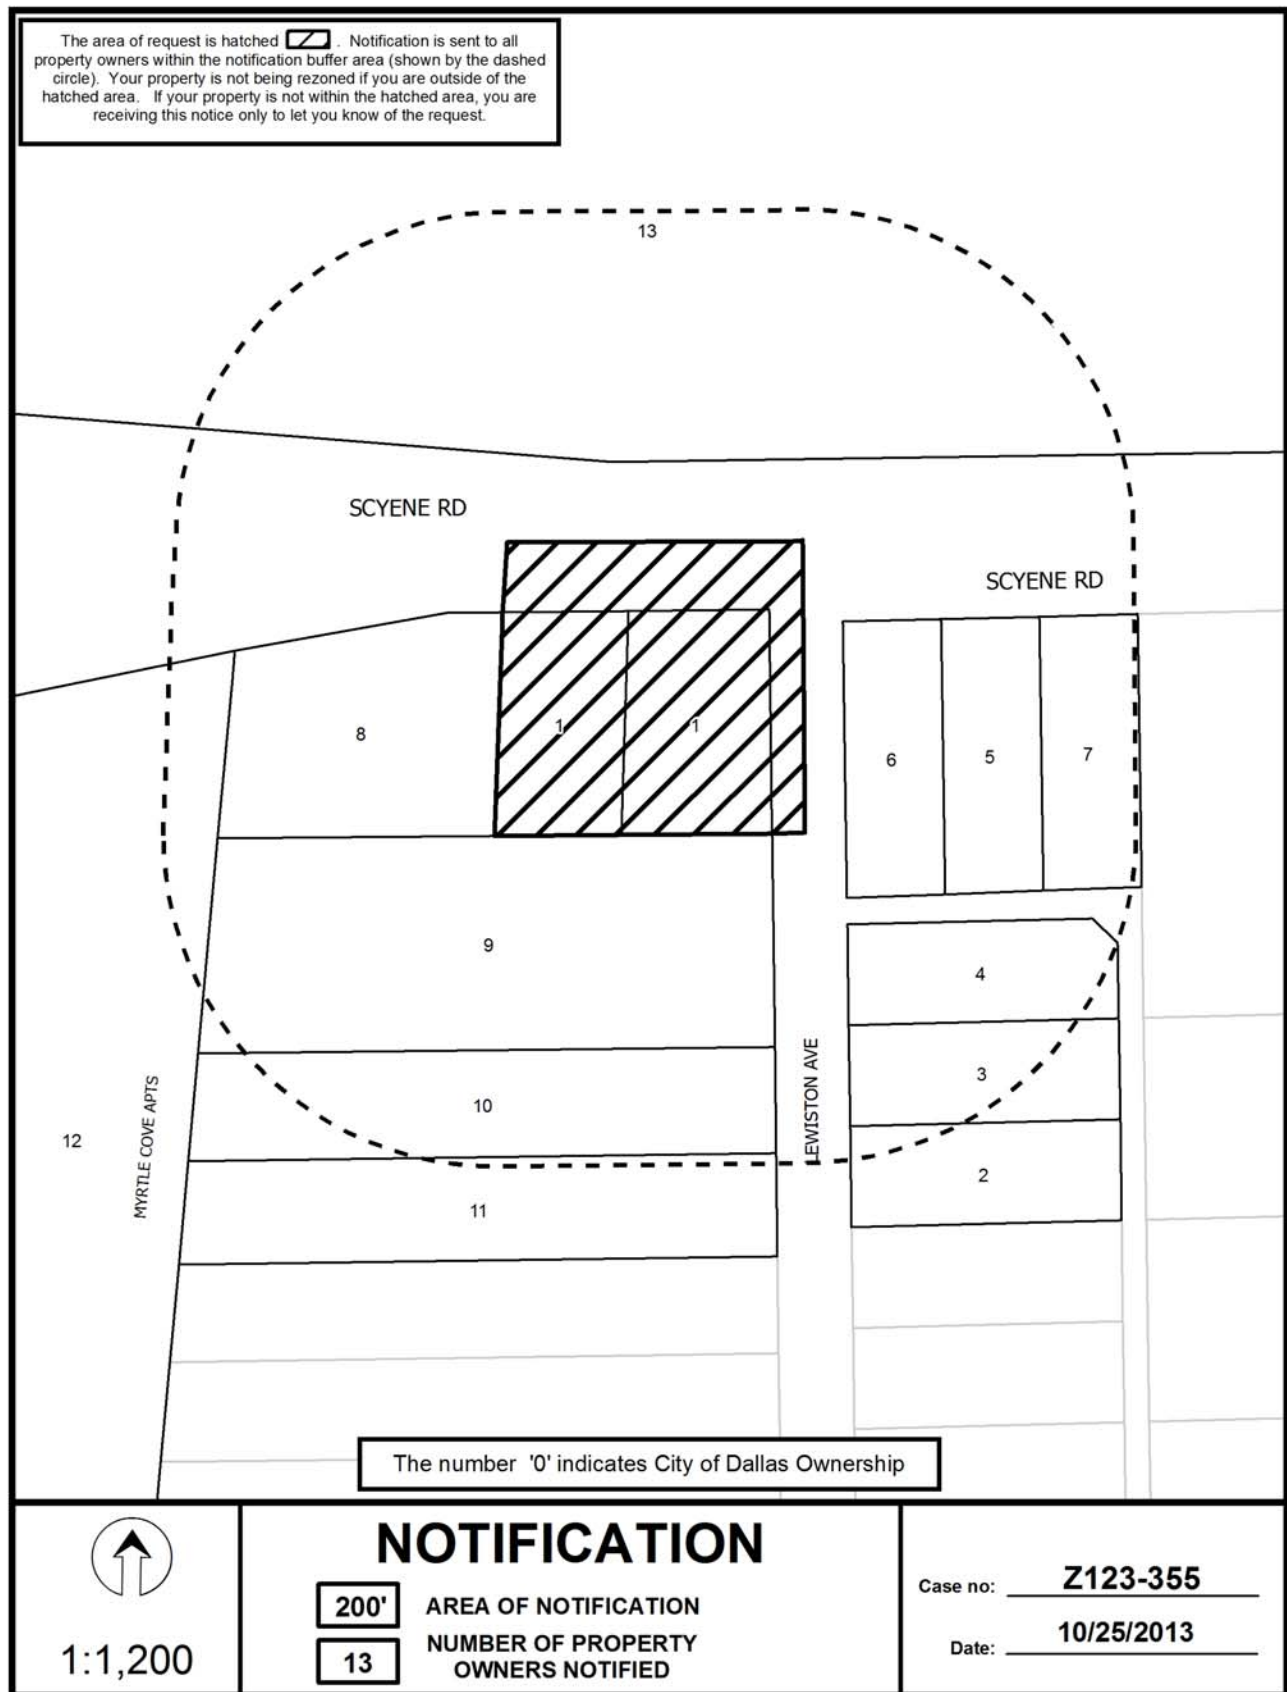 The area of request is hatched . Notification is sent to all
property owners within the notification buffer area (shown by the dashed
circle). Your property is not being rezoned if you are outside of the
hatched area. If your property is not within the hatched area, you are
receiving this notice only to let you know of the request.
13
SCYENE RD
SCYENE RD
8
1
1
6
5
7
9
4
3
2
LEWISTON AVE
10
11
12
MYRTLE COVE APTS
The number '0' indicates City of Dallas Ownership
1:1,200
NOTIFICATION
200' AREA OF NOTIFICATION
13 NUMBER OF PROPERTY
OWNERS NOTIFIED
Case no: Z123-355
Date: 10/25/2013